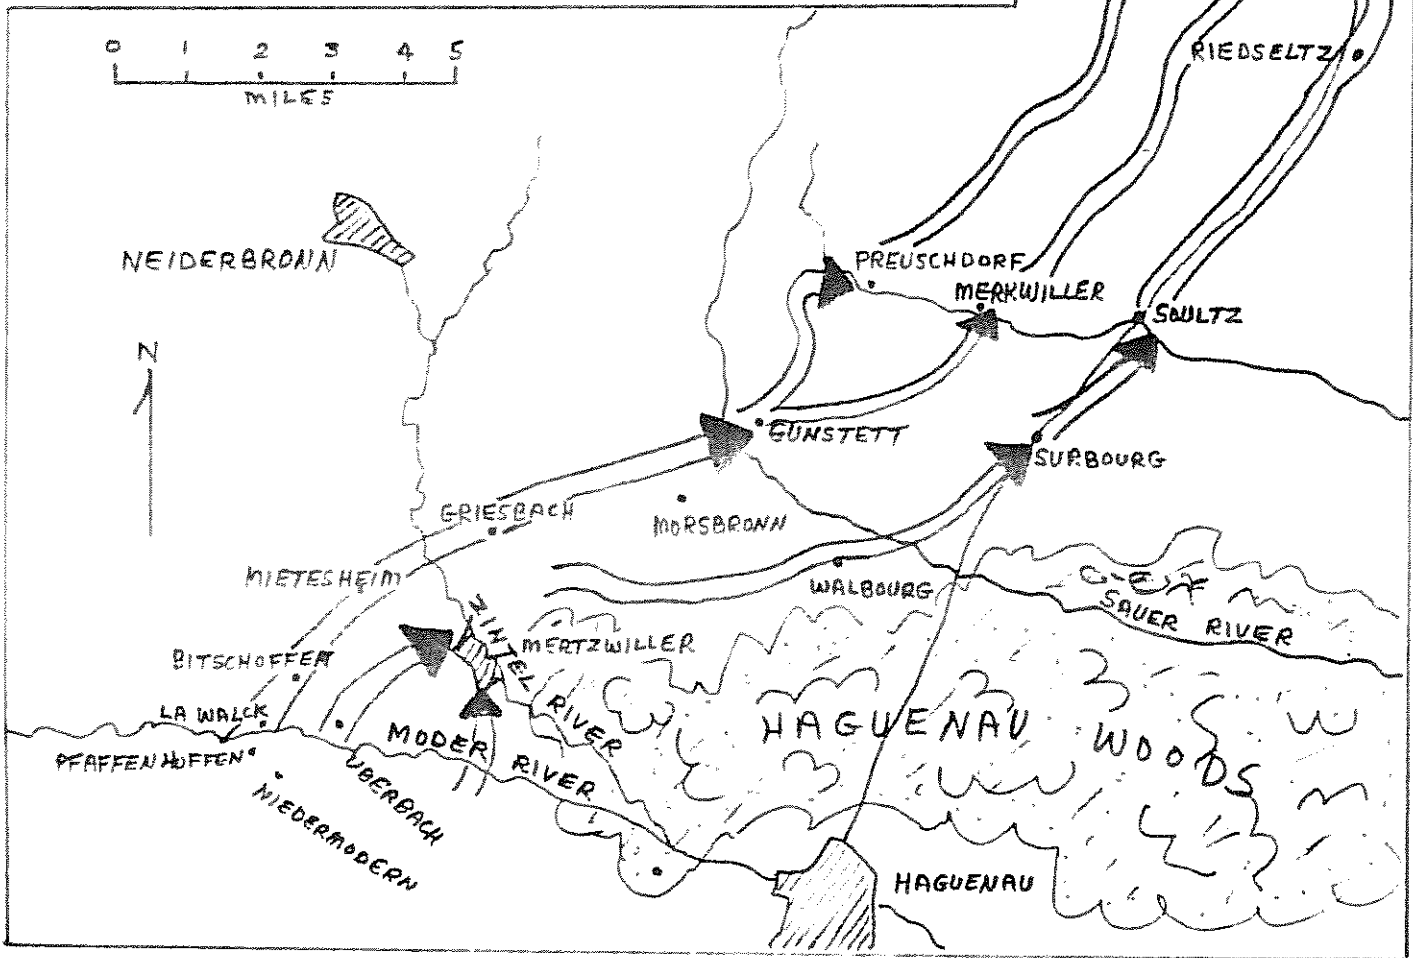 0 1 2 3 4 5
MILES
RIEDSELTZ
NEIDERBRONN
PREUSCHDORF
MERKWILLER
SOULTZ
N
GUNSTETT
SURBOURG
GRIESBACH
MORSBRONN
MIETESHEIM
WALBOURG
SAUER RIVER
ZINTEL RIVER
MERTZWILLER
BITSCHOFFEN
LA WALCK
HAGUENAU WOODS
PFAFFENHOFFEN
MODER RIVER
UBERBACH
NIEDERMODERN
HAGUENAU